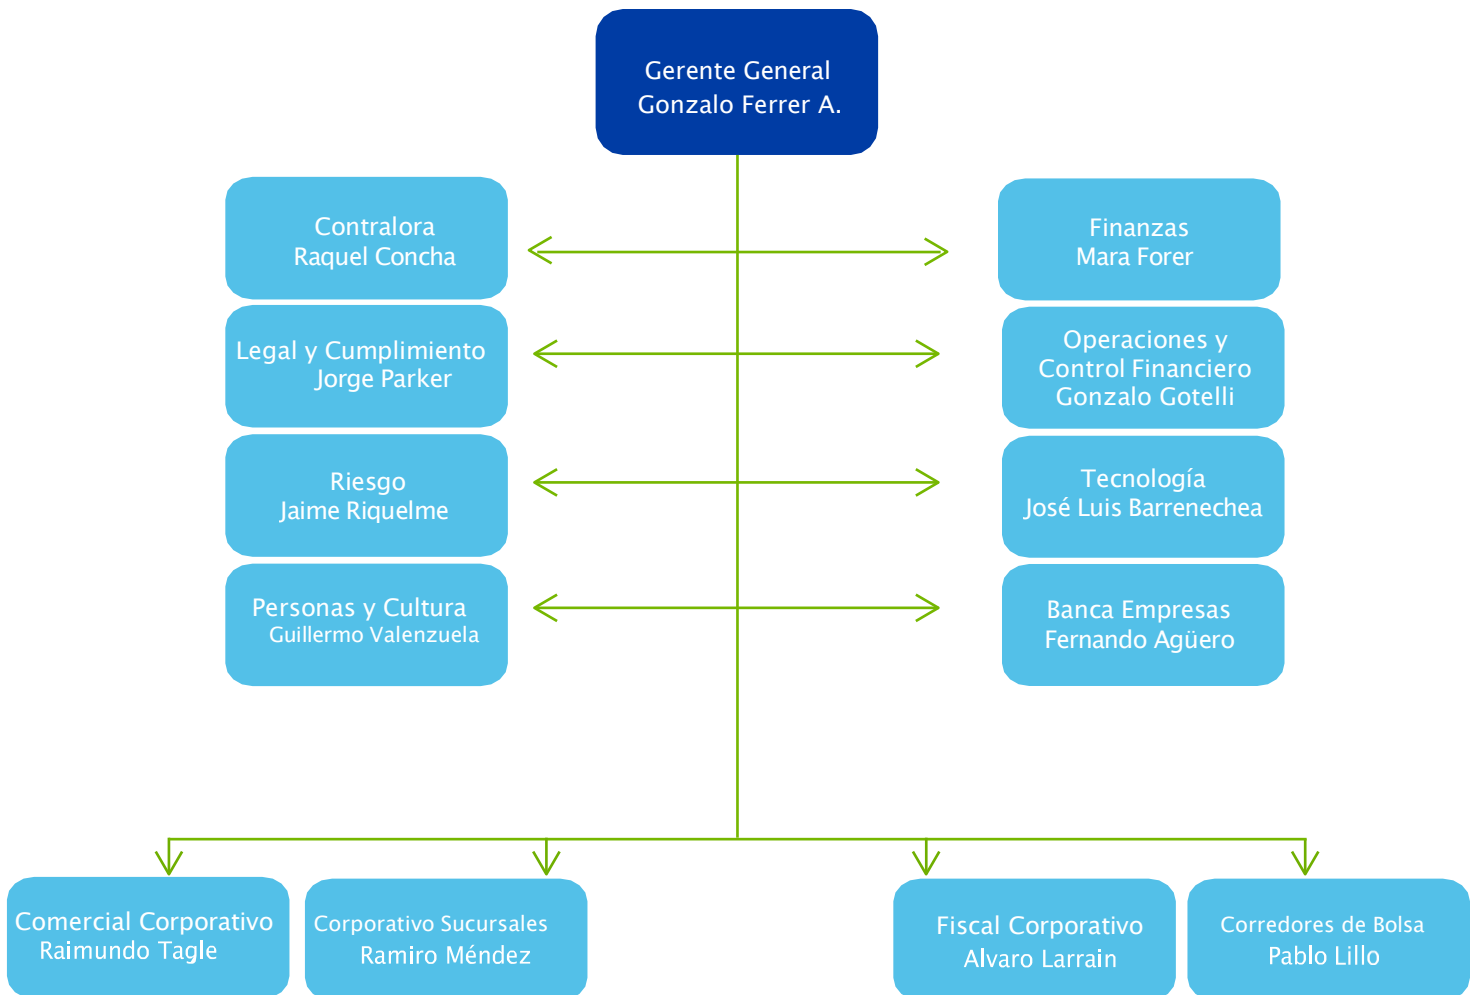 Gerente General
Gonzalo Ferrer A.
Contralora
Raquel Concha
Finanzas
Mara Forer
Legal y Cumplimiento
Jorge Parker
Operaciones y
Control Financiero
Gonzalo Gotelli
Riesgo
Jaime Riquelme
Tecnología
José Luis Barrenechea
Personas y Cultura
Guillermo Valenzuela
Banca Empresas
Fernando Agüero
Comercial Corporativo
Raimundo Tagle
Corporativo Sucursales
Ramiro Méndez
Fiscal Corporativo
Alvaro Larrain
Corredores de Bolsa
Pablo Lillo